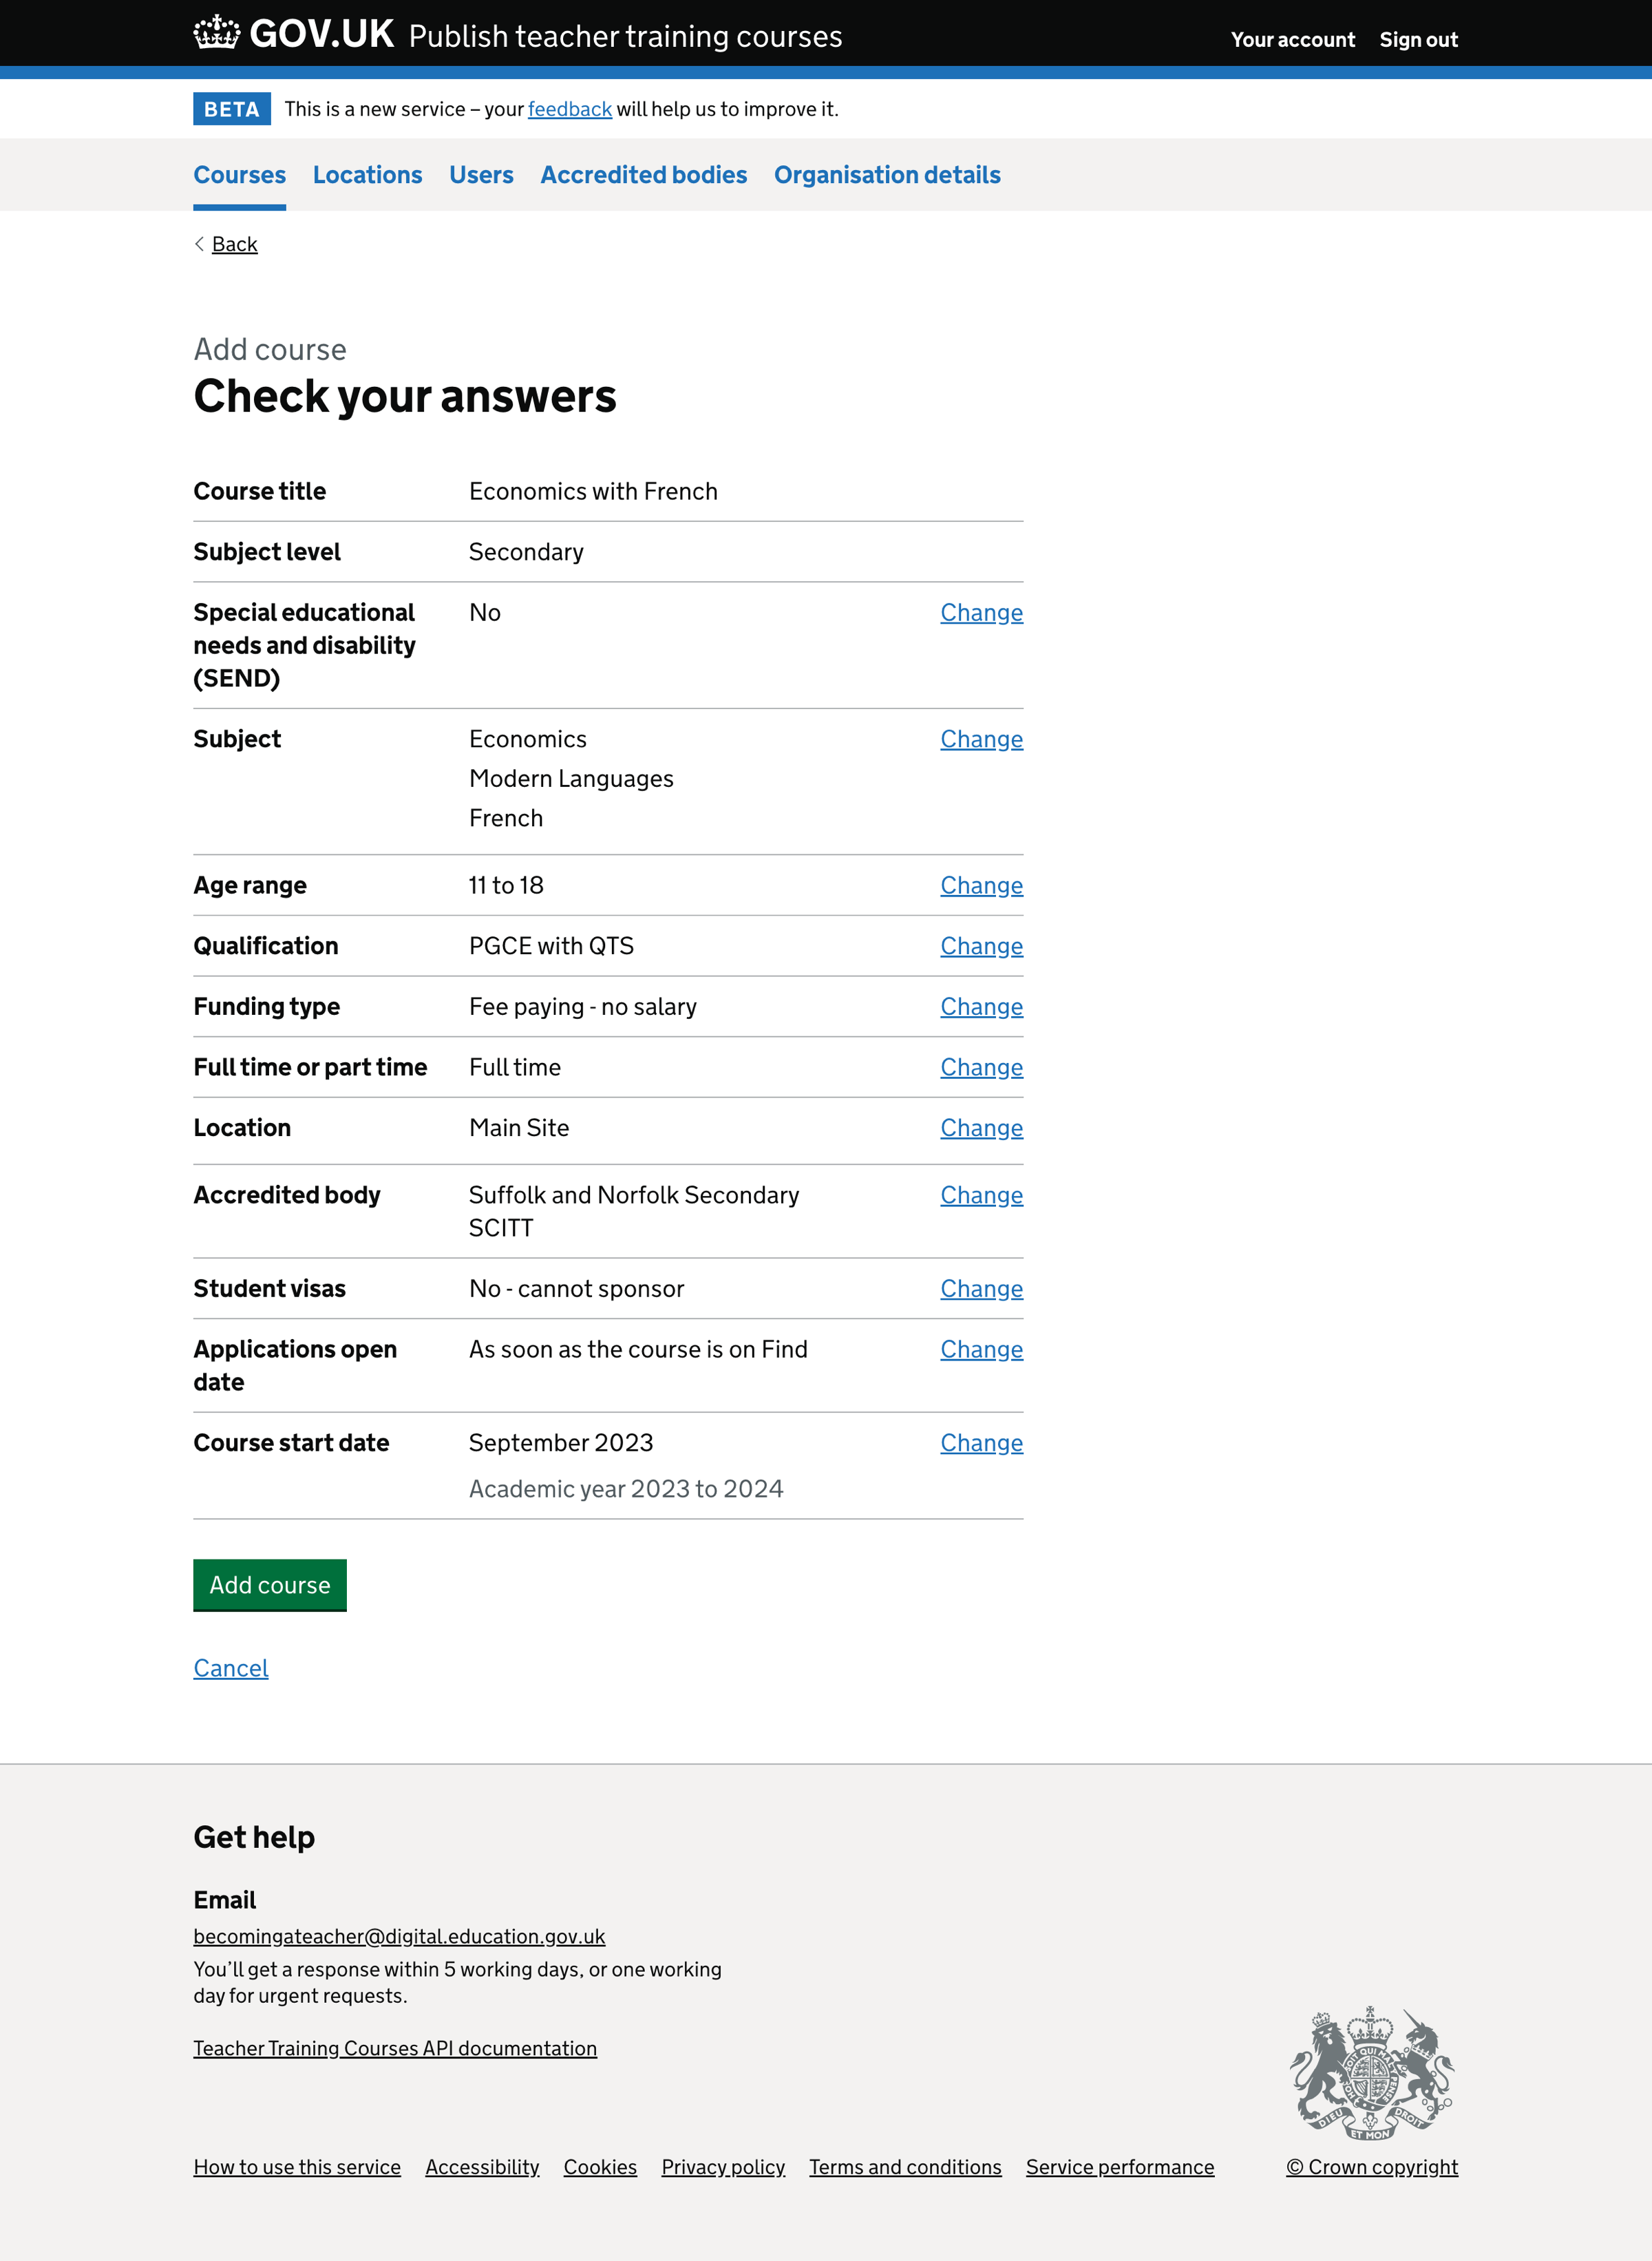 GOV.UK Publish teacher training courses
Your account Sign out
BETA This is a new service – your feedback will help us to improve it.
Courses Locations Users Accredited bodies Organisation details
Back
Add course
Check your answers
Course title Economics with French
Subject level Secondary
Special educational No Change
needs and disability
(SEND)
Subject Economics Change
Modern Languages
French
Age range 11 to 18 Change
Qualification PGCE with QTS Change
Funding type Fee paying - no salary Change
Full time or part time Full time Change
Location Main Site Change
Accredited body Suffolk and Norfolk Secondary Change
SCITT
Student visas No - cannot sponsor Change
Applications open As soon as the course is on Find Change
date
Course start date September 2023 Change
Academic year 2023 to 2024
Add course
Cancel
Get help
Email
becomingateacher@digital.education.gov.uk
You’ll get a response within 5 working days, or one working
day for urgent requests.
Teacher Training Courses API documentation
DIEU ET MON DROIT
How to use this service Accessibility Cookies Privacy policy Terms and conditions Service performance © Crown copyright